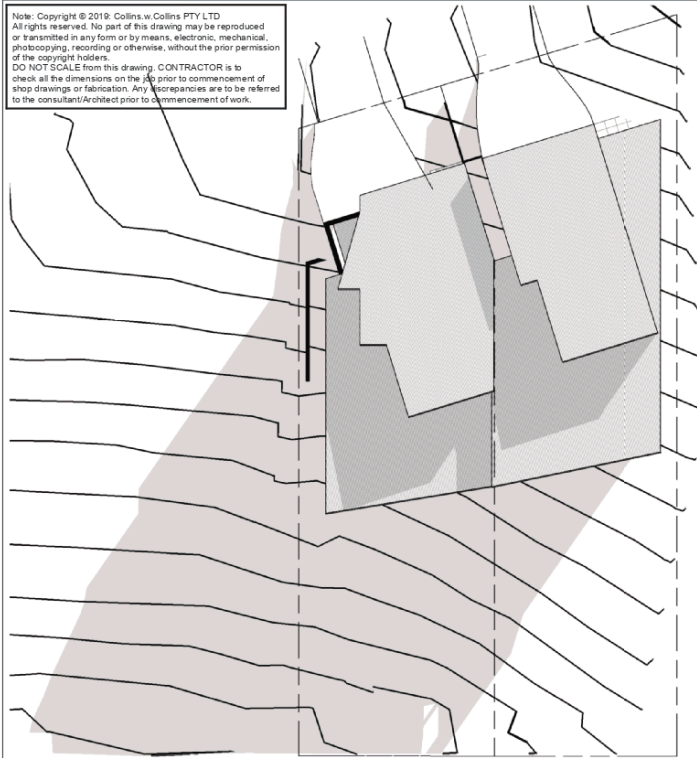 Note: Copyright © 2019: Collins.w.Collins PTY LTD
All rights reserved. No part of this drawing may be reproduced
or transmitted in any form or by means, electronic, mechanical,
photocopying, recording or otherwise, without the prior permission
of the copyright holders.
DO NOT SCALE from this drawing. CONTRACTOR is to
check all the dimensions on the job prior to commencement of
shop drawings or fabrication. Any discrepancies are to be referred
to the consultant/Architect prior to commencement of work.